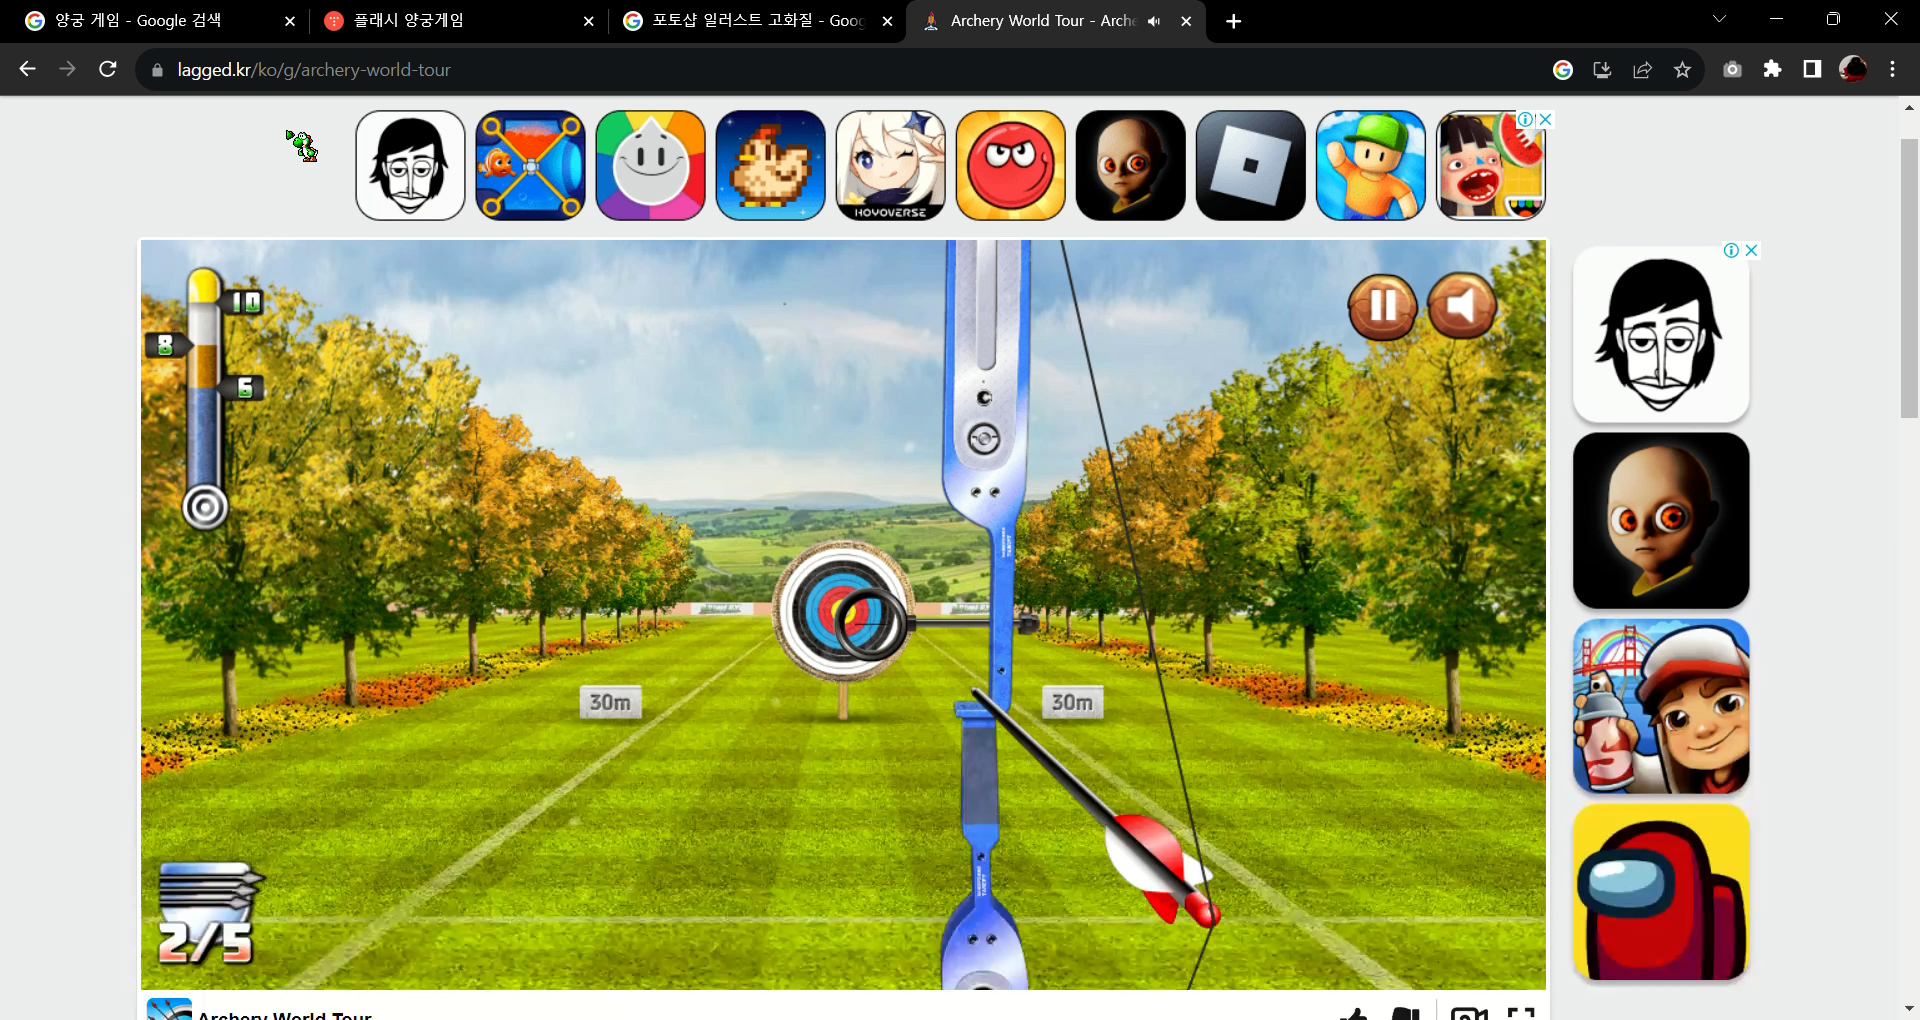 양궁 게임 - Google 검색
플래시 양궁게임
포토샵 일러스트 고화질 - Goog
Archery World Tour - Arche
lagged.kr/ko/g/archery-world-tour
HOYOVERSE
10
8
6
30m
30m
2/5
Archery World Tour